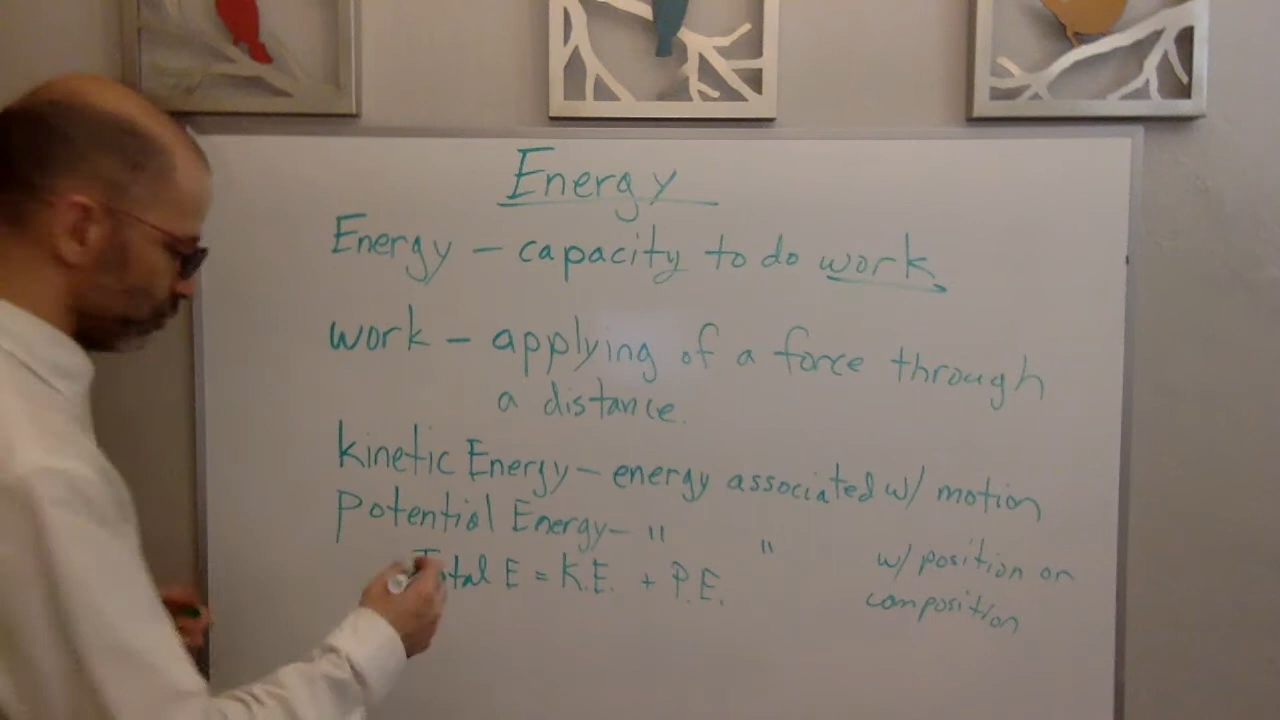 Energy
Energy – capacity to do work
work – applying of a force through
a distance.
Kinetic Energy – energy associated w/ motion
Potential Energy – " " w/ position or
composition
Total E = K.E. + P.E.